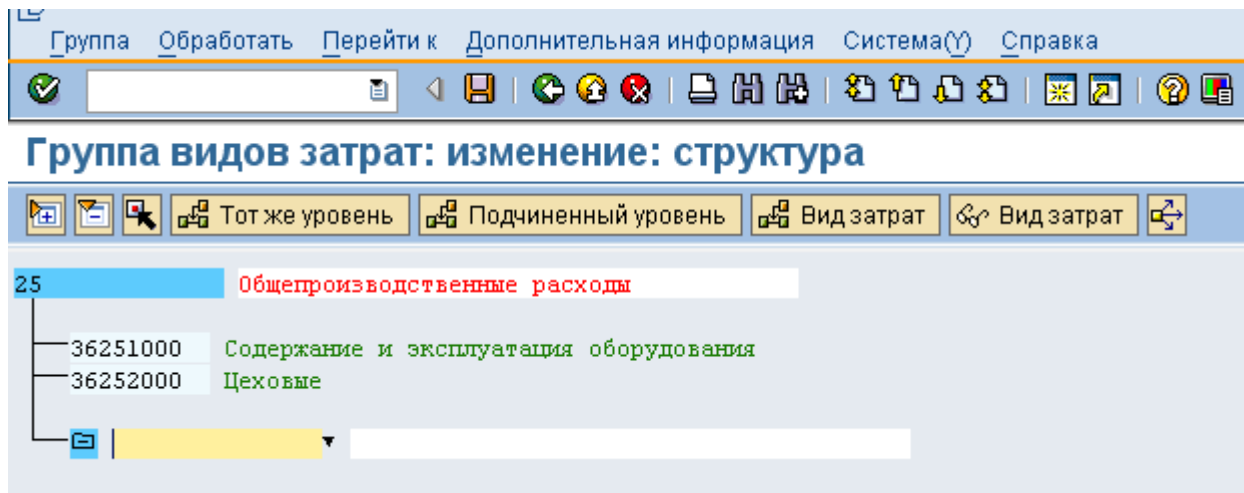 Группа Обработать Перейти к Дополнительная информация Система(Y) Справка
Группа видов затрат: изменение: структура
Тот же уровень Подчиненный уровень Вид затрат Вид затрат
25 Общепроизводственные расходы
36251000 Содержание и эксплуатация оборудования
36252000 Цеховые